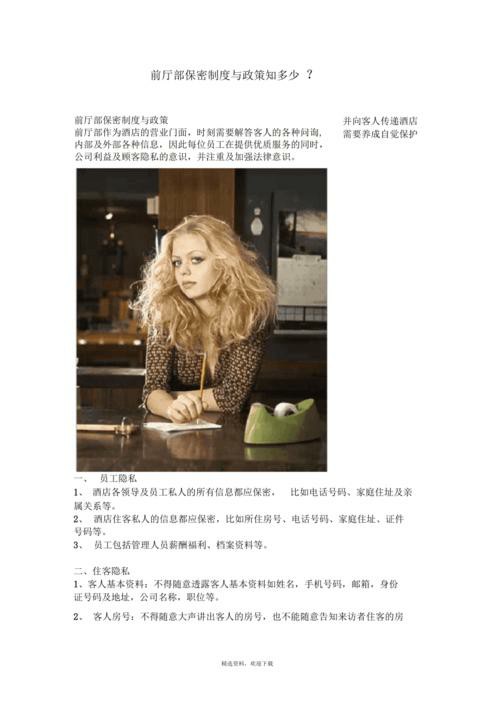 前厅部保密制度与政策知多少 ?
前厅部保密制度与政策
前厅部作为酒店的营业门面，时刻需要解答客人的各种问询, 并向客人传递酒店
内部及外部各种信息，因此每位员工在提供优质服务的同时， 需要养成自觉保护
公司利益及顾客隐私的意识，并注重及加强法律意识。
一、 员工隐私
1、 酒店各领导及员工私人的所有信息都应保密， 比如电话号码、家庭住址及亲
属关系等。
2、 酒店住客私人的信息都应保密，比如所住房号、电话号码、家庭住址、证件
号码等。
3、 员工包括管理人员薪酬福利、档案资料等。
二、住客隐私
1、客人基本资料：不得随意透露客人基本资料如姓名，手机号码，邮箱，身份
证号码及地址，公司名称，职位等。
2、 客人房号：不得随意大声讲出客人的房号，也不能随意告知来访者住客的房
精选资料，欢迎下载